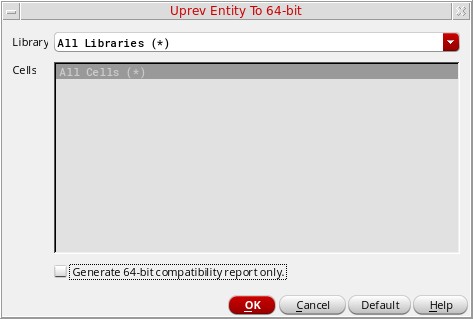 Uprev Entity To 64-bit
Library All Libraries (*)
Cells All Cells (*)
Generate 64-bit compatibility report only.
OK Cancel Default Help